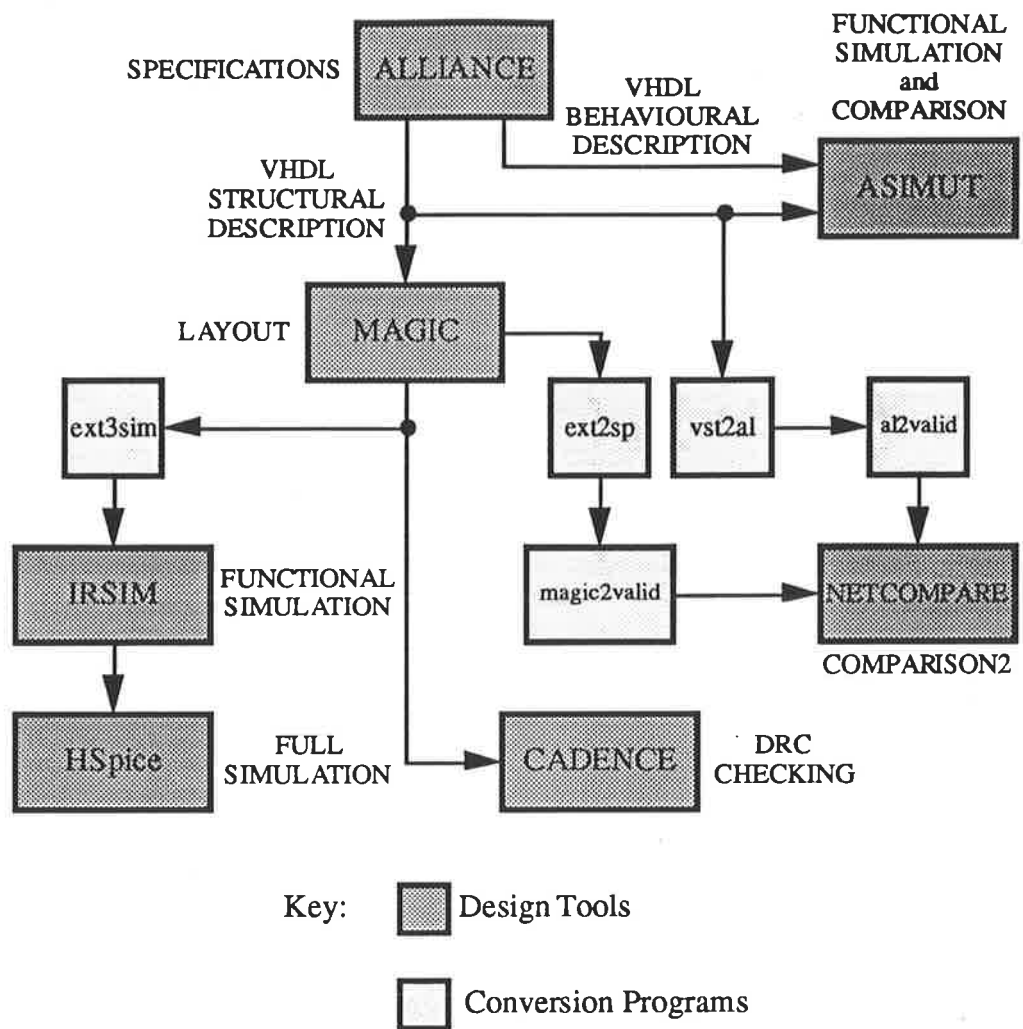 FUNCTIONAL
SIMULATION
and
COMPARISON
SPECIFICATIONS
ALLIANCE
VHDL
BEHAVIOURAL
DESCRIPTION
ASIMUT
VHDL
STRUCTURAL
DESCRIPTION
LAYOUT
MAGIC
ext3sim
ext2sp
vst2al
al2valid
IRSIM
FUNCTIONAL
SIMULATION
magic2valid
NETCOMPARE
COMPARISON2
HSpice
FULL
SIMULATION
CADENCE
DRC
CHECKING
Key:
Design Tools
Conversion Programs